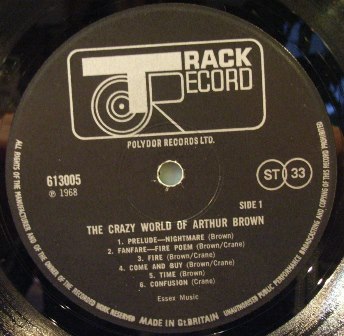 TRACK
RECORD
POLYDOR RECORDS LTD.
613005
℗ 1968
SIDE 1
ST 33
THE CRAZY WORLD OF ARTHUR BROWN
1. PRELUDE—NIGHTMARE (Brown)
2. FANFARE—FIRE POEM (Brown/Crane)
3. FIRE (Brown/Crane)
4. COME AND BUY (Brown/Crane)
5. TIME (Brown)
6. CONFUSION (Crane)
Essex Music
ALL RIGHTS OF THE MANUFACTURER AND OF THE OWNER OF THE RECORDED WORK RESERVED
UNAUTHORISED PUBLIC PERFORMANCE BROADCASTING AND COPYING OF THIS RECORD PROHIBITED
MADE IN Gt.BRITAIN